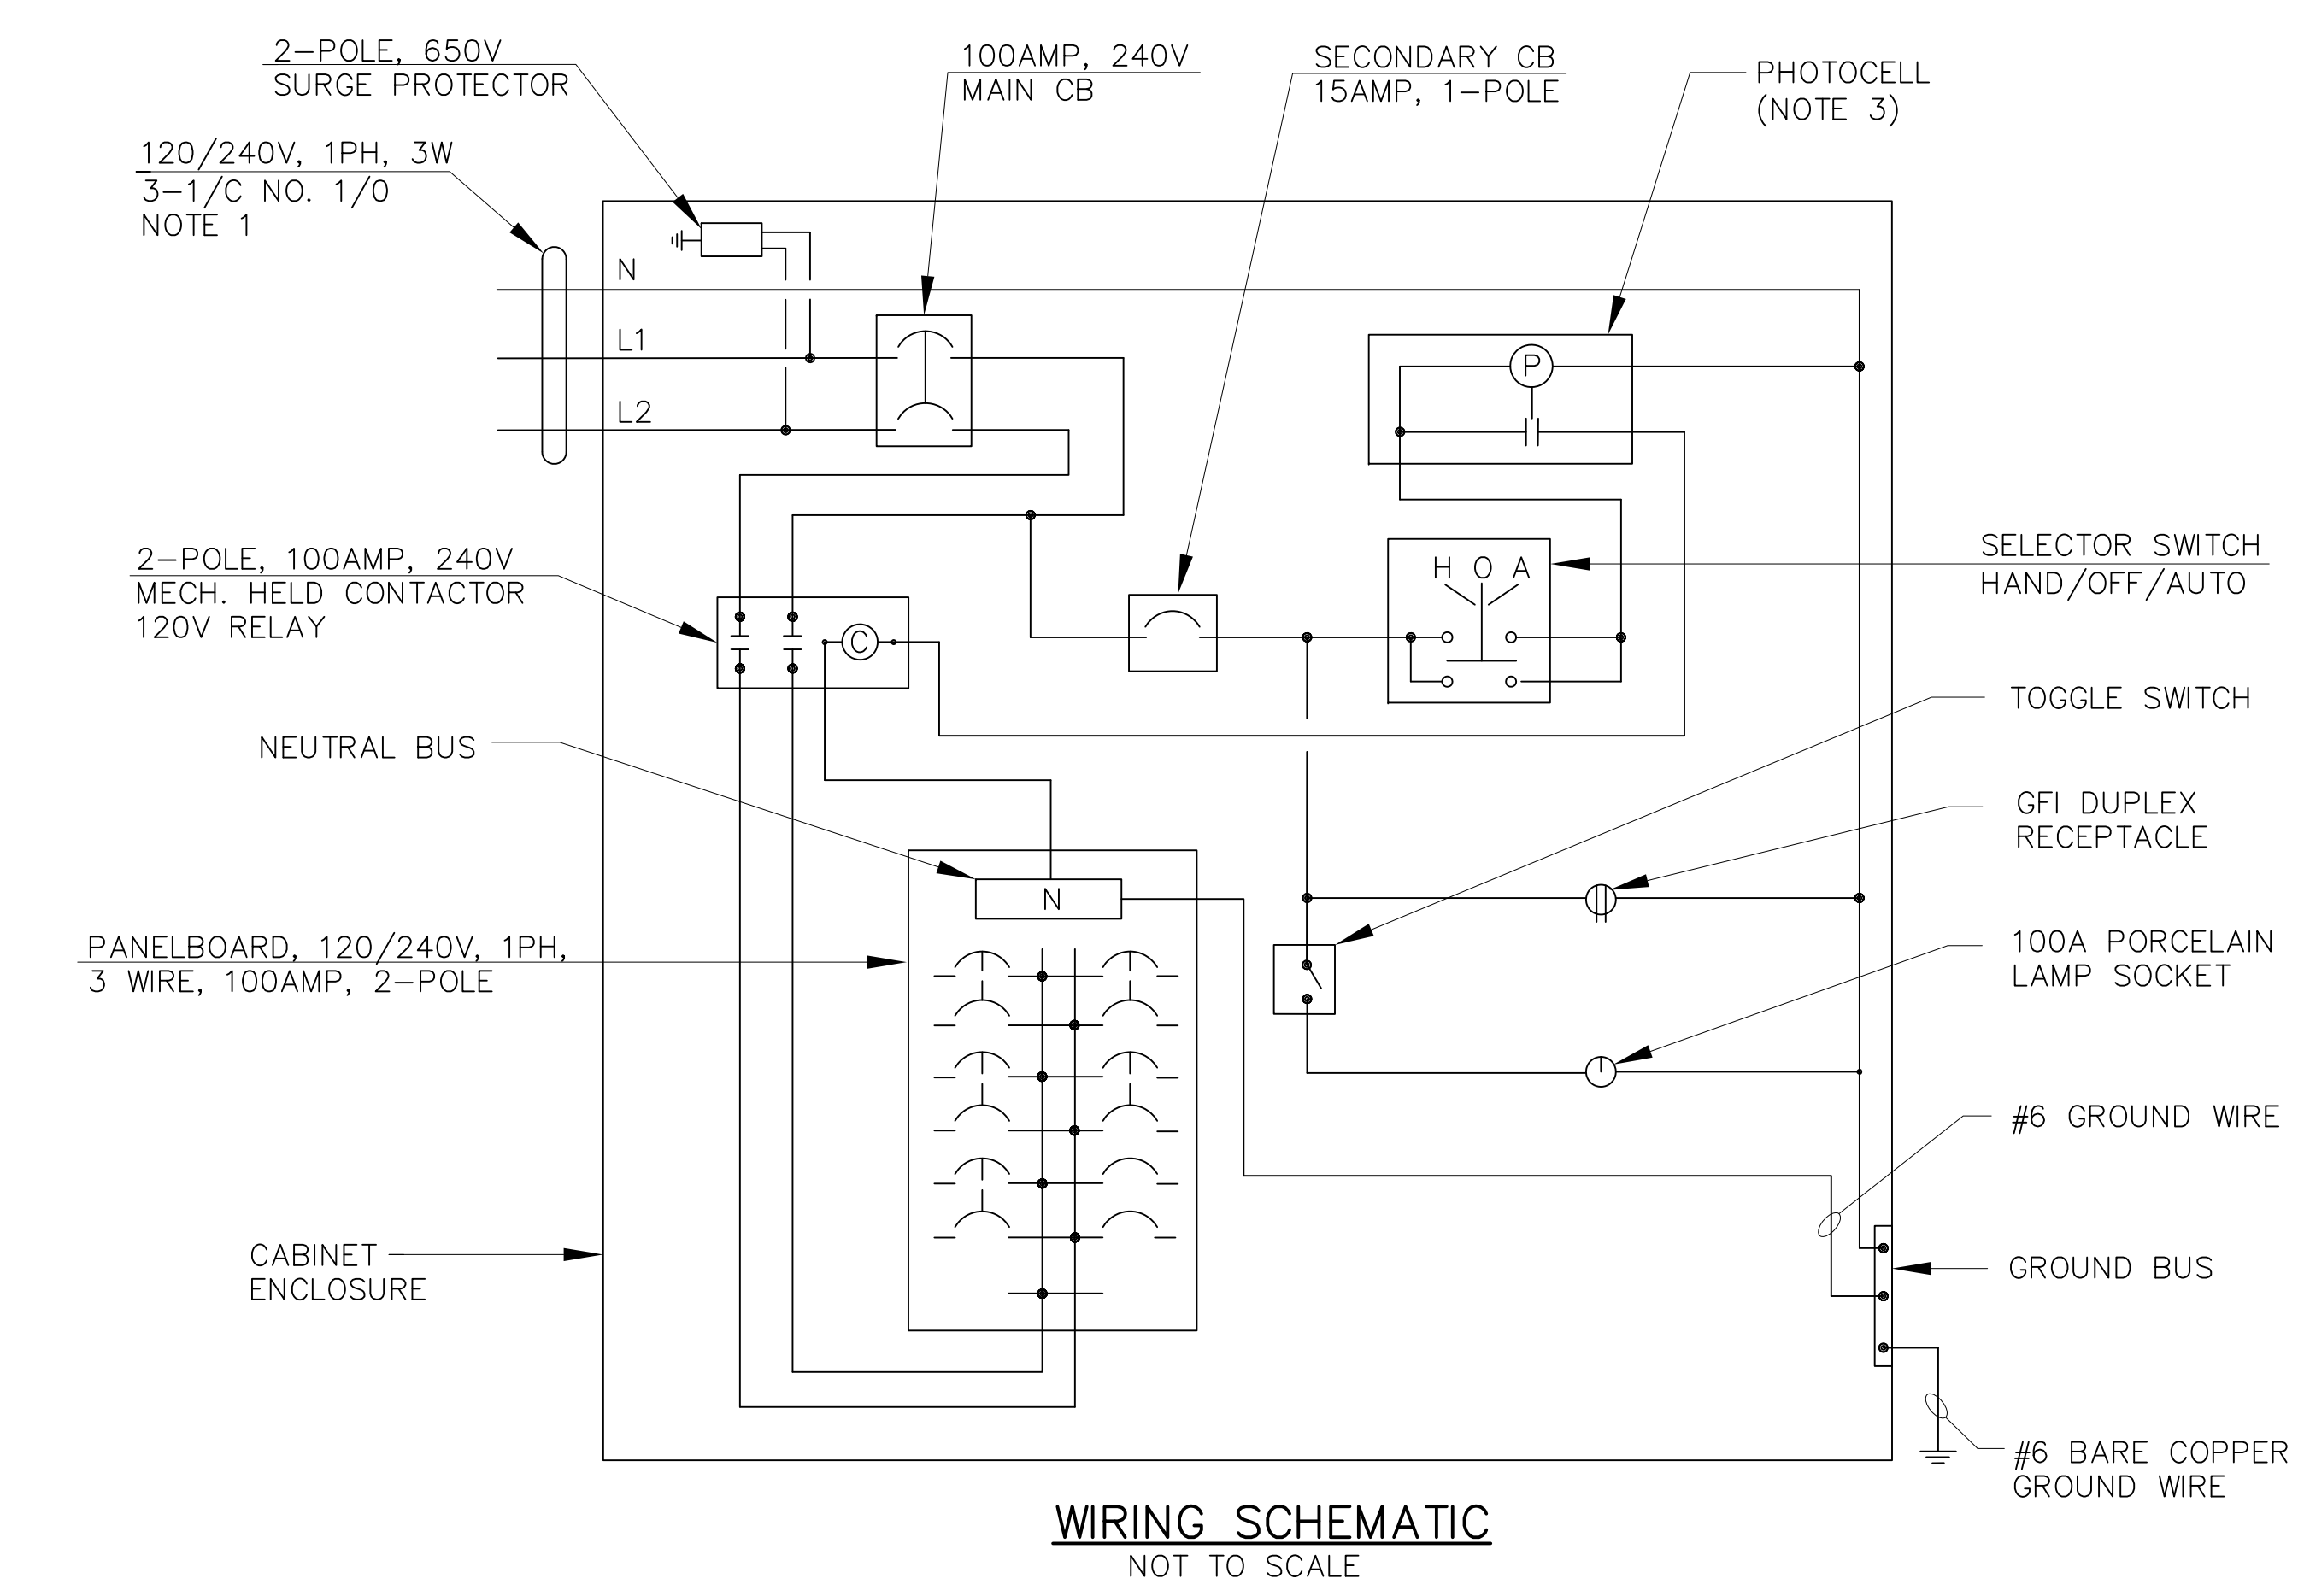 2-POLE, 650V
SURGE PROTECTOR
100AMP, 240V
MAIN CB
SECONDARY CB
15AMP, 1-POLE
PHOTOCELL
(NOTE 3)
120/240V, 1PH, 3W
3-1/C NO. 1/0
NOTE 1
N
L1
L2
P
2-POLE, 100AMP, 240V
MECH. HELD CONTACTOR
120V RELAY
C
H O A
SELECTOR SWITCH
HAND/OFF/AUTO
TOGGLE SWITCH
NEUTRAL BUS
GFI DUPLEX
RECEPTACLE
N
PANELBOARD, 120/240V, 1PH,
3 WIRE, 100AMP, 2-POLE
100A PORCELAIN
LAMP SOCKET
#6 GROUND WIRE
CABINET
ENCLOSURE
GROUND BUS
#6 BARE COPPER
GROUND WIRE
WIRING SCHEMATIC
NOT TO SCALE